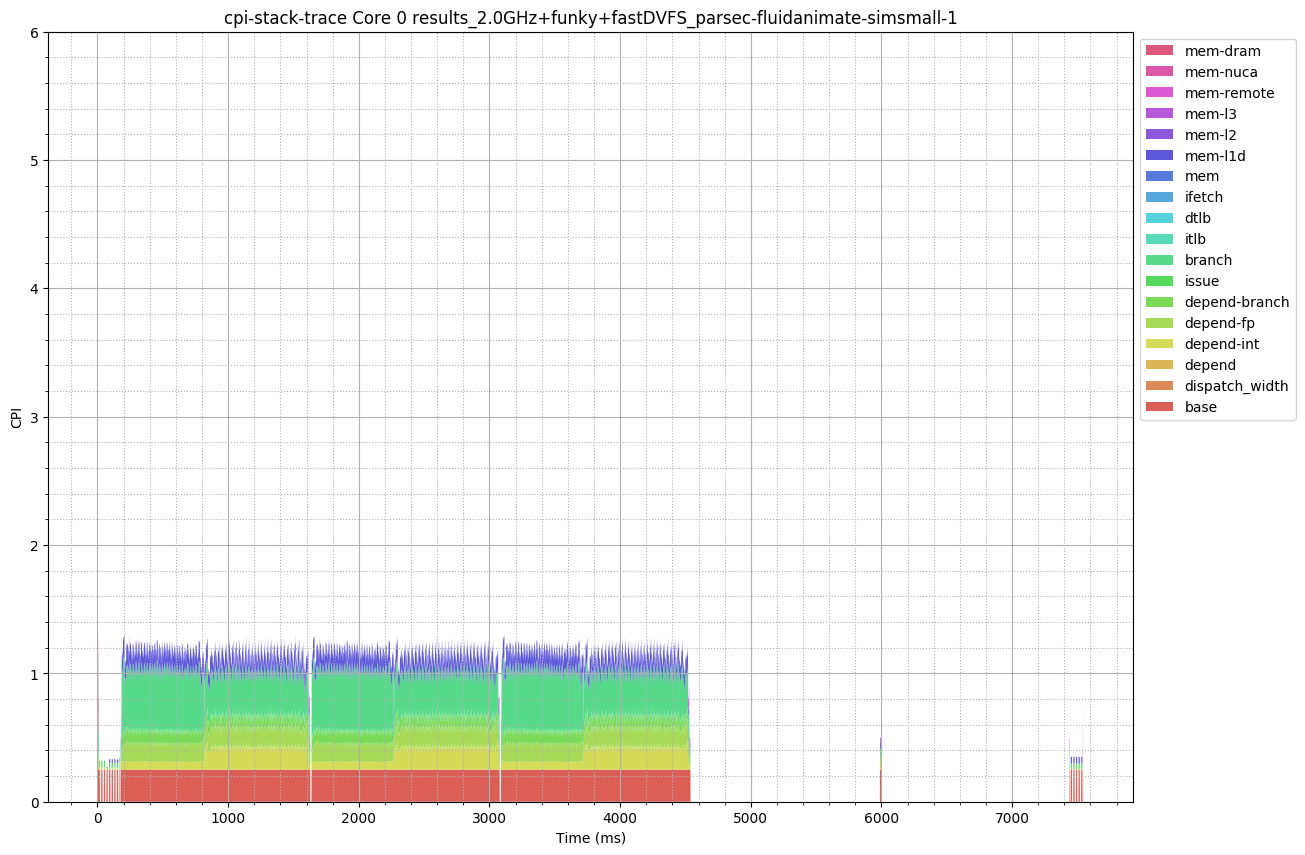 cpi-stack-trace Core 0 results_2.0GHz+funky+fastDVFS_parsec-fluidanimate-simsmall-1
CPI
6
5
4
3
2
1
0
0 1000 2000 3000 4000 5000 6000 7000
Time (ms)
mem-dram
mem-nuca
mem-remote
mem-l3
mem-l2
mem-l1d
mem
ifetch
dtlb
itlb
branch
issue
depend-branch
depend-fp
depend-int
depend
dispatch_width
base